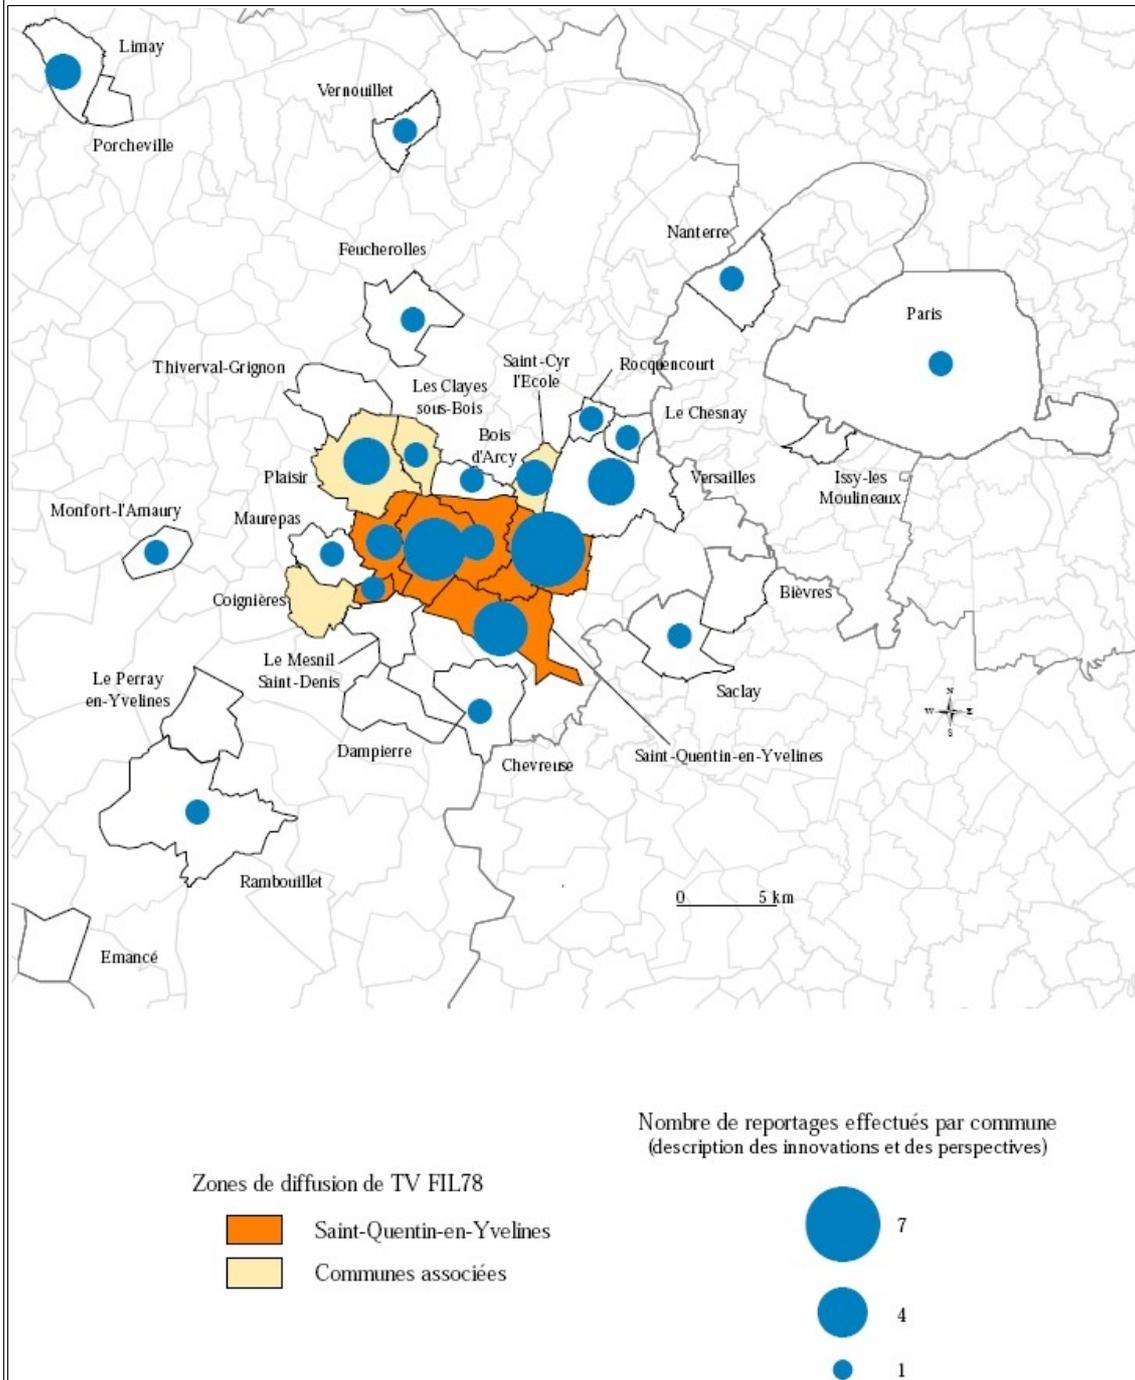 Limay
Porcheville
Vernouillet
Nanterre
Feucherolles
Paris
Thiverval-Grignon
Saint-Cyr
l'Ecole
Rocquencourt
Les Clayes
sous-Bois
Le Chesnay
Bois
d'Arcy
Plaisir
Versailles
Issy-les
Moulineaux
Monfort-l'Amaury
Maurepas
Coignières
Bièvres
Le Mesnil
Saint-Denis
Le Perray
en-Yvelines
Saclay
N
W E
S
Dampierre
Chevreuse
Saint-Quentin-en-Yvelines
Rambouillet
0 5 km
Emancé
Nombre de reportages effectués par commune
(description des innovations et des perspectives)
Zones de diffusion de TV FIL78
Saint-Quentin-en-Yvelines
Communes associées
7
4
1